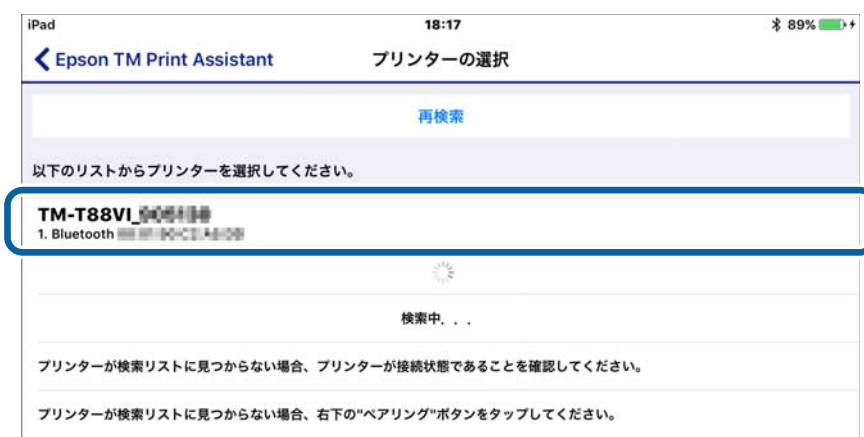 iPad 18:17 89%
Epson TM Print Assistant プリンターの選択
再検索
以下のリストからプリンターを選択してください。
TM-T88VI_
1. Bluetooth
検索中．．．
プリンターが検索リストに見つからない場合、プリンターが接続状態であることを確認してください。
プリンターが検索リストに見つからない場合、右下の"ペアリング"ボタンをタップしてください。